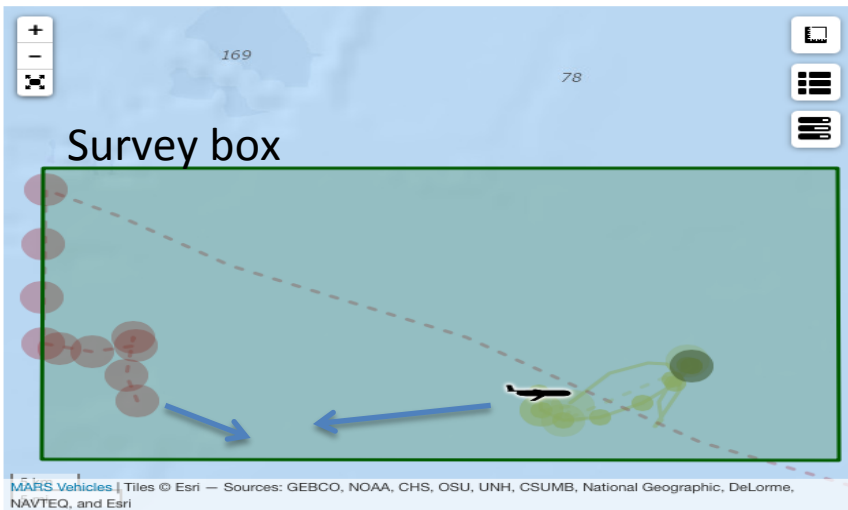 +
−
169
78
Survey box
MARS Vehicles | Tiles © Esri — Sources: GEBCO, NOAA, CHS, OSU, UNH, CSUMB, National Geographic, DeLorme,
NAVTEQ, and Esri